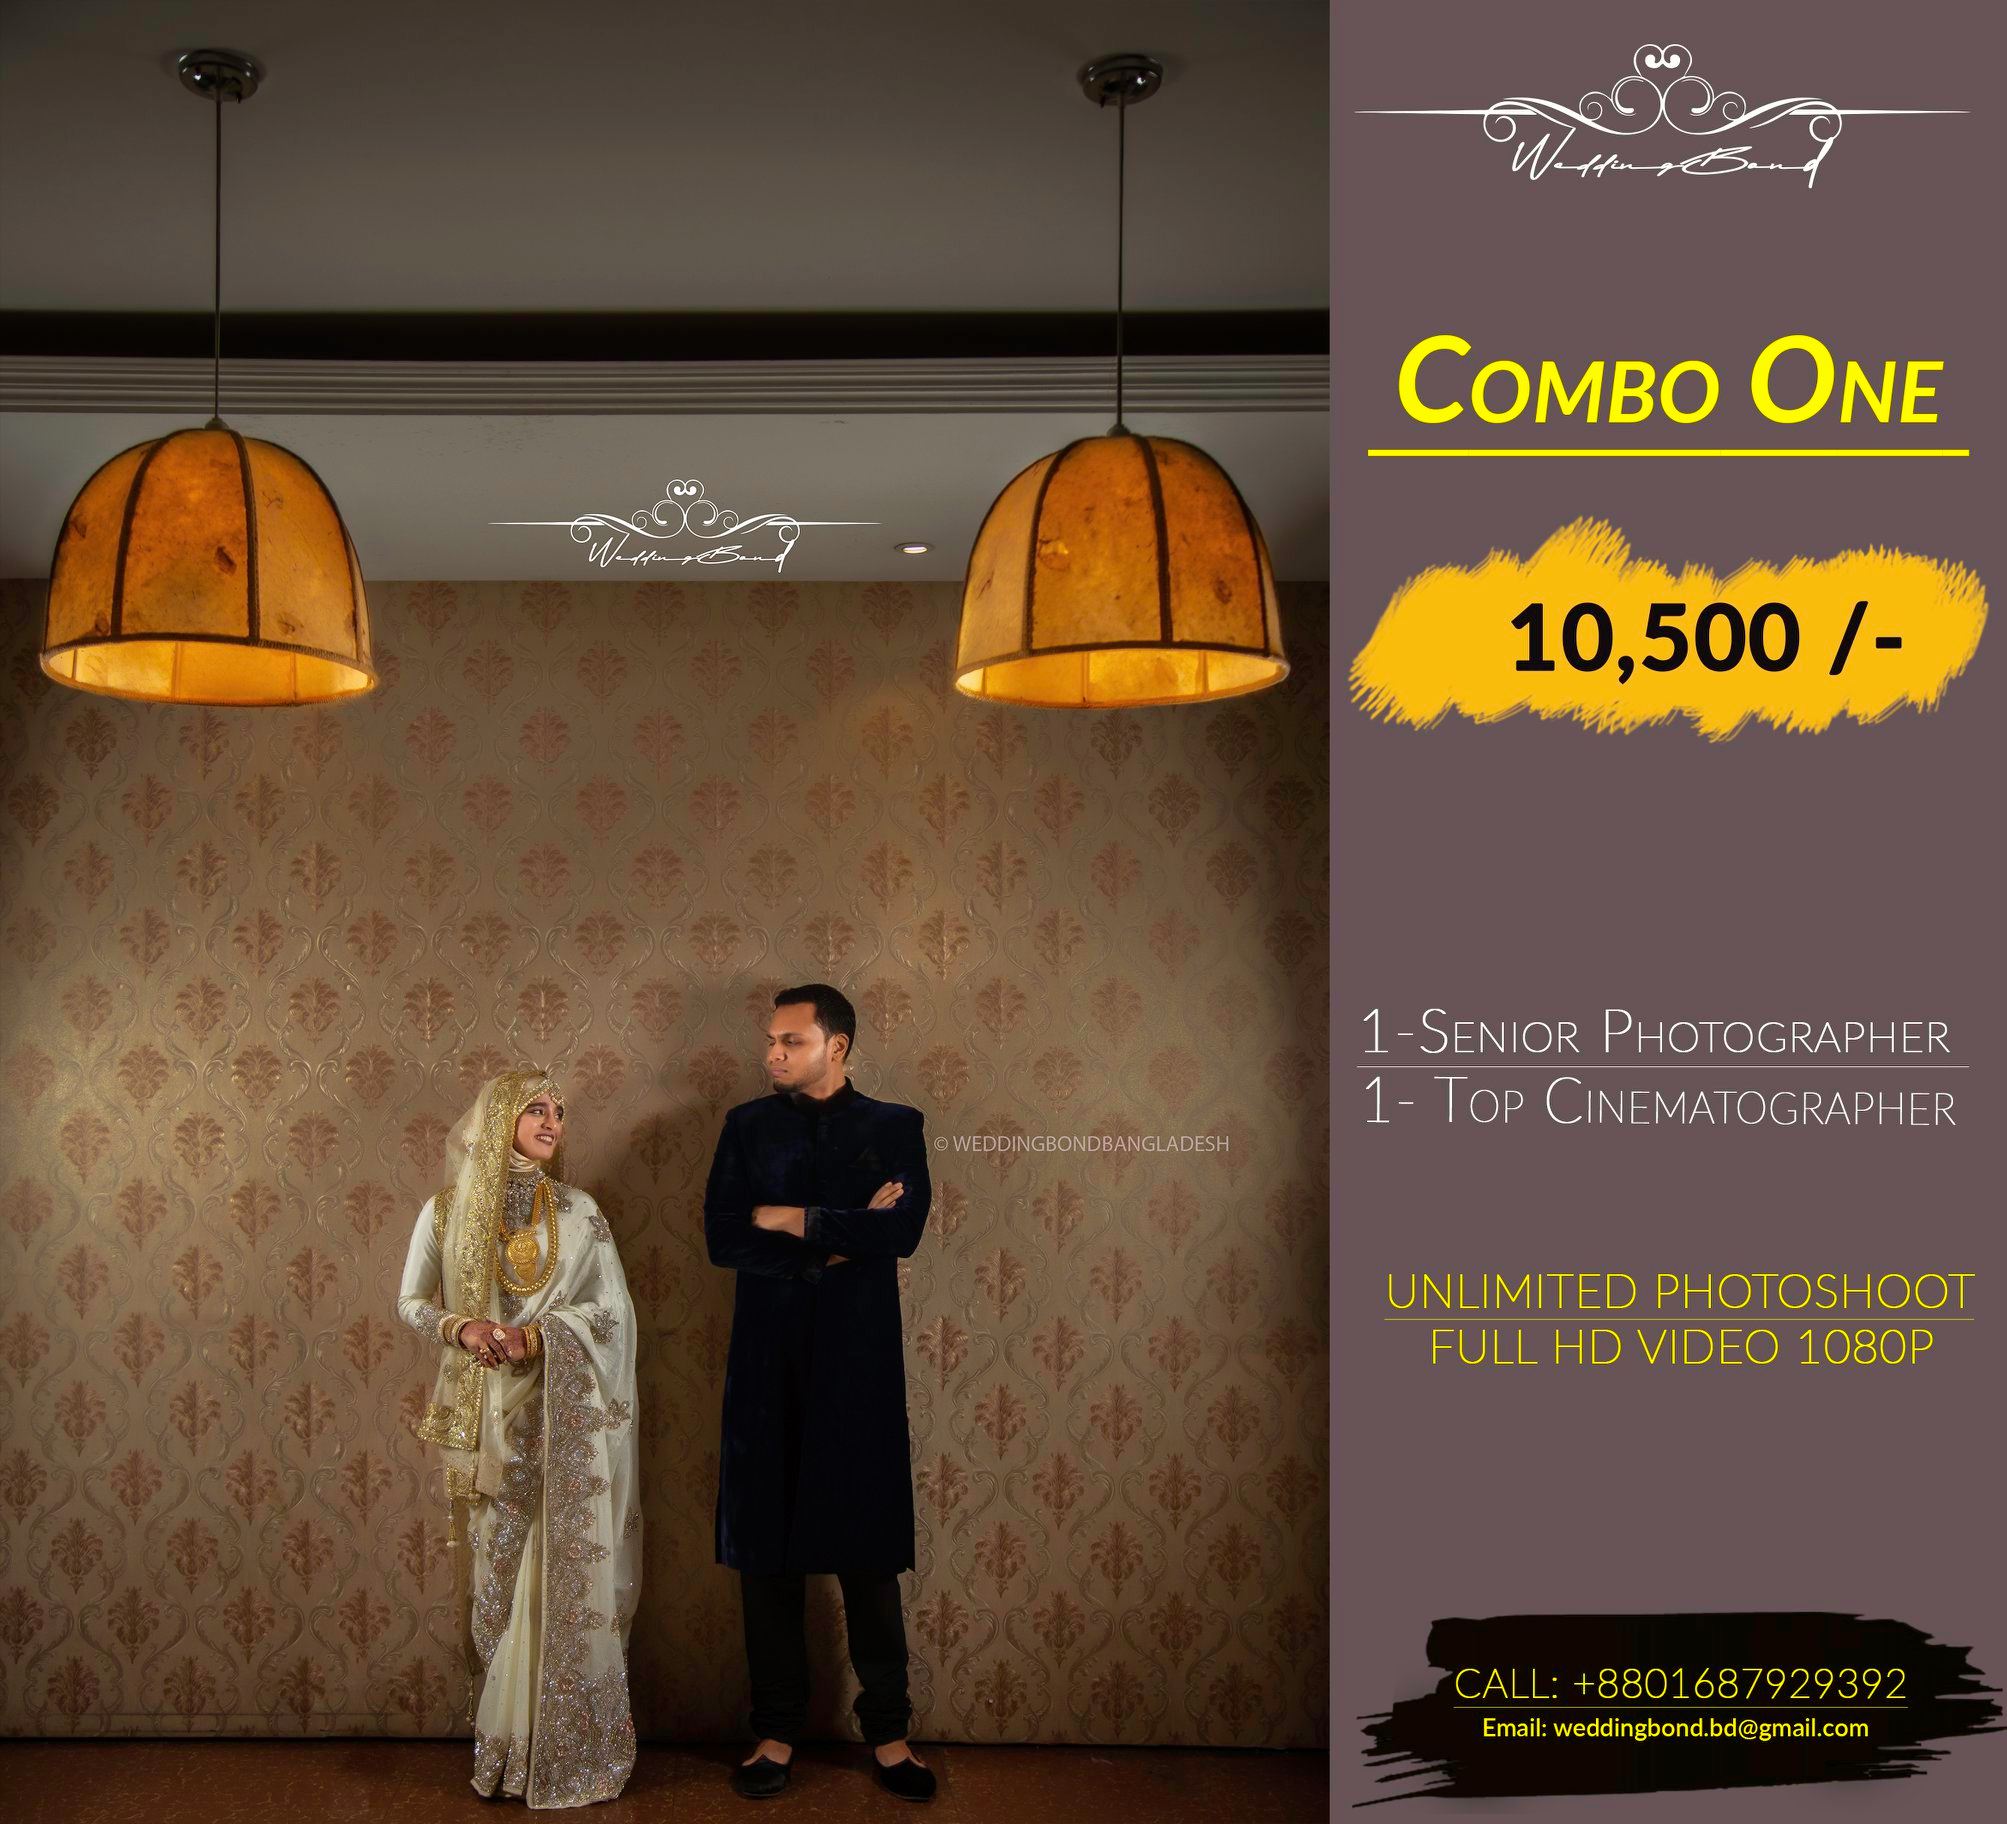 WeddingBond
© WEDDINGBONDBANGLADESH
WeddingBond
COMBO ONE
10,500 /-
1-SENIOR PHOTOGRAPHER
1- TOP CINEMATOGRAPHER
UNLIMITED PHOTOSHOOT
FULL HD VIDEO 1080P
CALL: +8801687929392
Email: weddingbond.bd@gmail.com